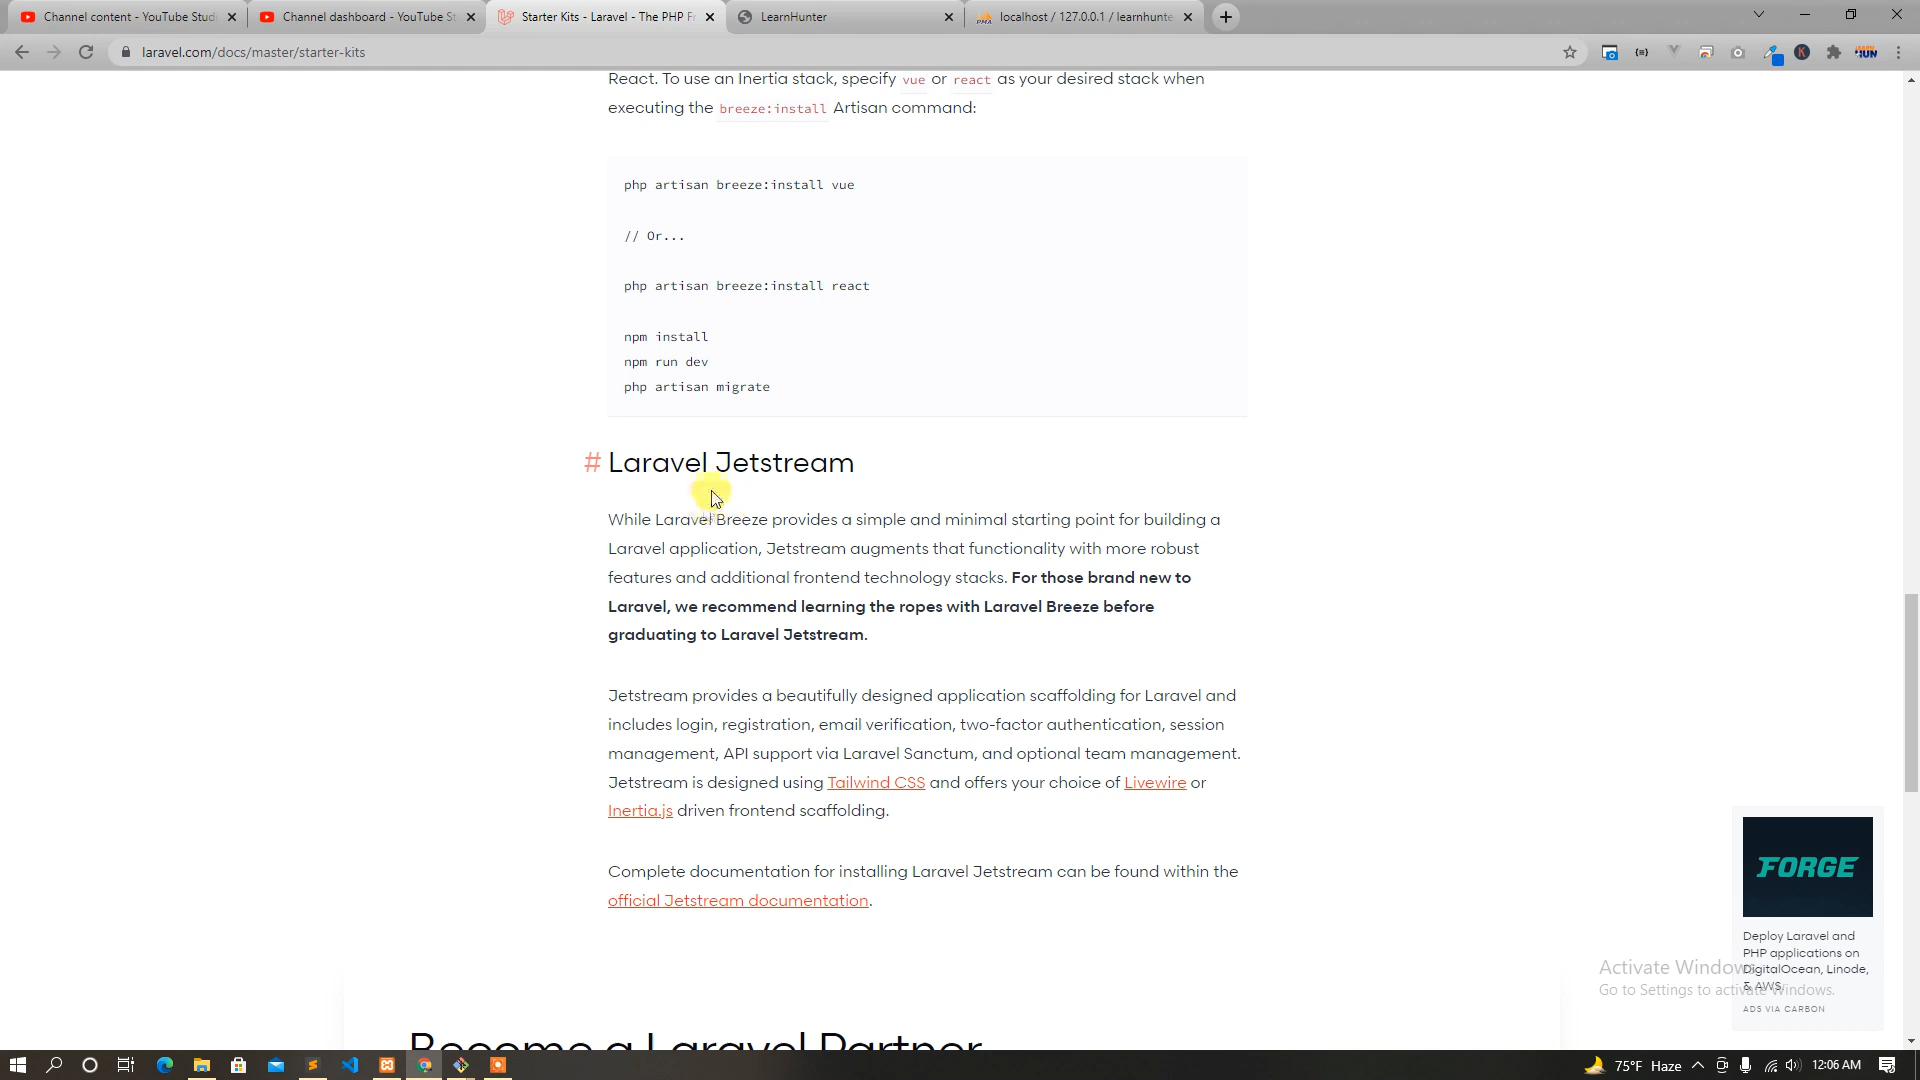 Channel content - YouTube Studi
Channel dashboard - YouTube St
Starter Kits - Laravel - The PHP Fr
LearnHunter
localhost / 127.0.0.1 / learnhunte
laravel.com/docs/master/starter-kits
React. To use an Inertia stack, specify vue or react as your desired stack when
executing the breeze:install Artisan command:
php artisan breeze:install vue
// Or...
php artisan breeze:install react
npm install
npm run dev
php artisan migrate
# Laravel Jetstream
While Laravel Breeze provides a simple and minimal starting point for building a
Laravel application, Jetstream augments that functionality with more robust
features and additional frontend technology stacks. For those brand new to
Laravel, we recommend learning the ropes with Laravel Breeze before
graduating to Laravel Jetstream.
Jetstream provides a beautifully designed application scaffolding for Laravel and
includes login, registration, email verification, two-factor authentication, session
management, API support via Laravel Sanctum, and optional team management.
Jetstream is designed using Tailwind CSS and offers your choice of Livewire or
Inertia.js driven frontend scaffolding.
Complete documentation for installing Laravel Jetstream can be found within the
official Jetstream documentation.
FORGE
Deploy Laravel and
PHP applications on
DigitalOcean, Linode,
& AWS.
ADS VIA CARBON
Activate Windows
Go to Settings to activate Windows.
Become a Laravel Partner
75°F Haze
12:06 AM